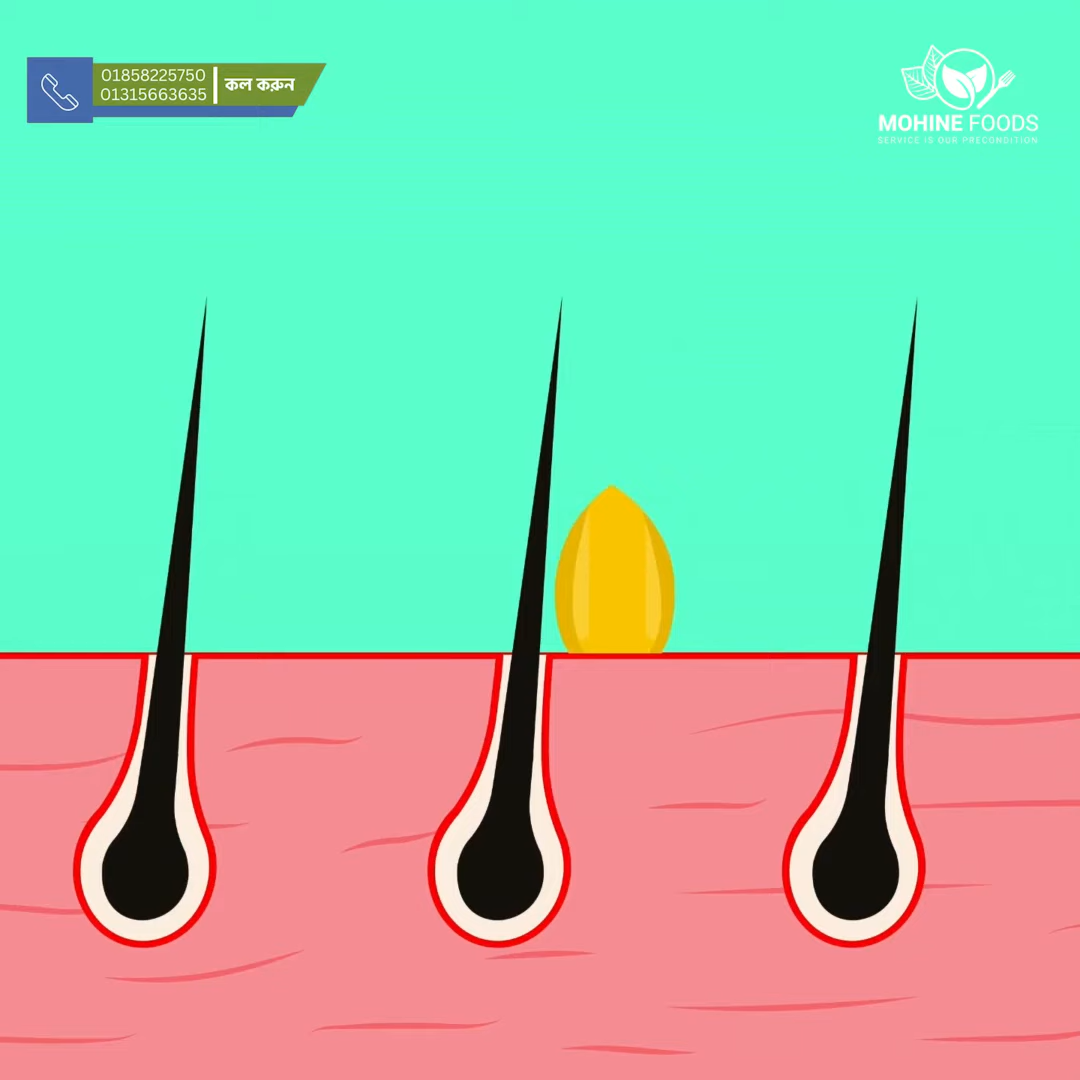 01858225750
01315663635
কল করুন
MOHINE FOODS
SERVICE IS OUR PRECONDITION